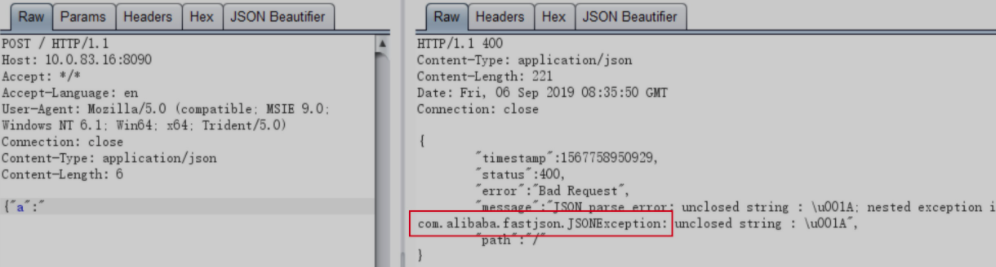 Raw Params Headers Hex JSON Beautifier
POST / HTTP/1.1
Host: 10.0.83.16:8090
Accept: */*
Accept-Language: en
User-Agent: Mozilla/5.0 (compatible; MSIE 9.0;
Windows NT 6.1; Win64; x64; Trident/5.0)
Connection: close
Content-Type: application/json
Content-Length: 6
{"a":"
Raw Headers Hex JSON Beautifier
HTTP/1.1 400
Content-Type: application/json
Content-Length: 221
Date: Fri, 06 Sep 2019 08:35:50 GMT
Connection: close
{
"timestamp":1567758950929,
"status":400,
"error":"Bad Request",
"message":"JSON parse error: unclosed string : \u001A; nested exception i
com.alibaba.fastjson.JSONException: unclosed string : \u001A",
"path":"/"
}